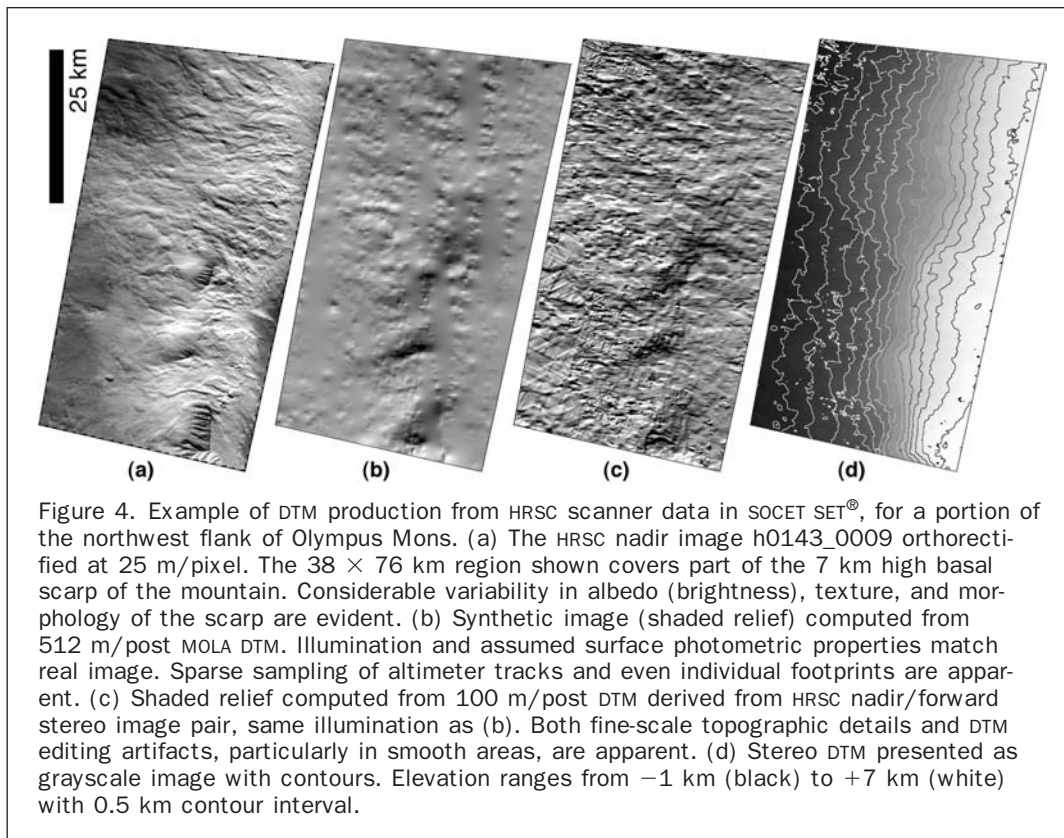 25 km
(a)
(b)
(c)
(d)
Figure 4. Example of DTM production from HRSC scanner data in SOCET SET®, for a portion of
the northwest flank of Olympus Mons. (a) The HRSC nadir image h0143_0009 orthorecti-
fied at 25 m/pixel. The 38 × 76 km region shown covers part of the 7 km high basal
scarp of the mountain. Considerable variability in albedo (brightness), texture, and mor-
phology of the scarp are evident. (b) Synthetic image (shaded relief) computed from
512 m/post MOLA DTM. Illumination and assumed surface photometric properties match
real image. Sparse sampling of altimeter tracks and even individual footprints are appar-
ent. (c) Shaded relief computed from 100 m/post DTM derived from HRSC nadir/forward
stereo image pair, same illumination as (b). Both fine-scale topographic details and DTM
editing artifacts, particularly in smooth areas, are apparent. (d) Stereo DTM presented as
grayscale image with contours. Elevation ranges from −1 km (black) to +7 km (white)
with 0.5 km contour interval.